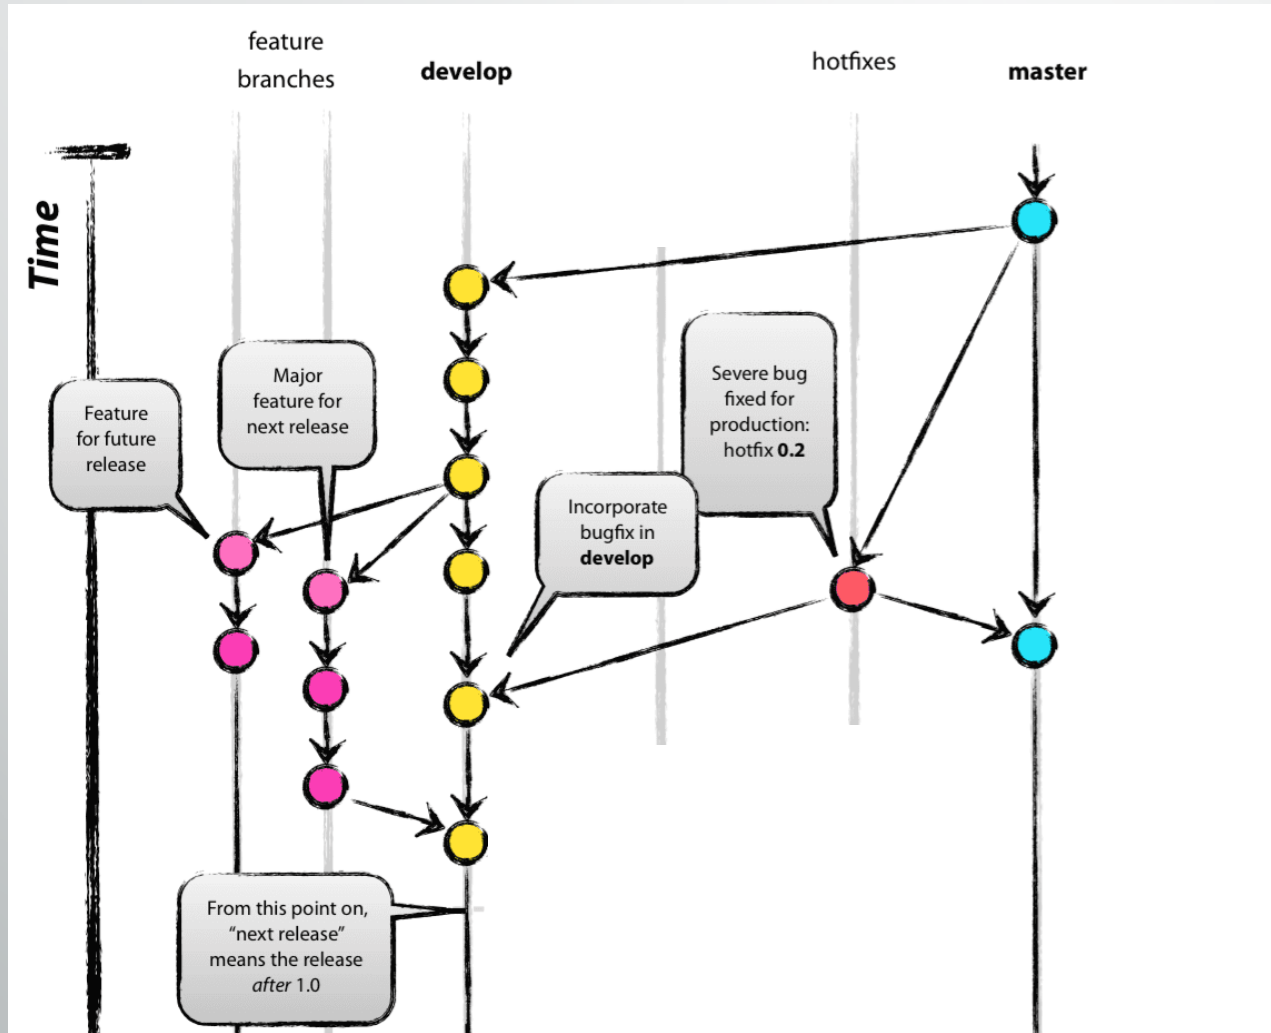 feature
branches
develop
hotfixes
master
Time
Feature
for future
release
Major
feature for
next release
Severe bug
fixed for
production:
hotfix 0.2
Incorporate
bugfix in
develop
From this point on,
“next release”
means the release
after 1.0